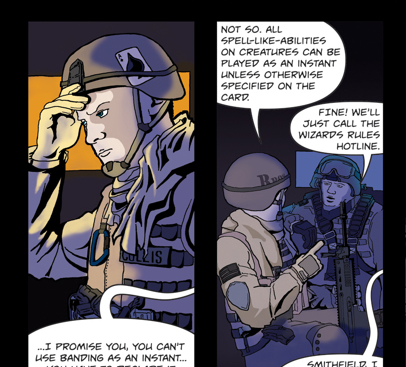 ...I PROMISE YOU, YOU CAN'T
USE BANDING AS AN INSTANT...
NOT SO. ALL
SPELL-LIKE-ABILITIES
ON CREATURES CAN BE
PLAYED AS AN INSTANT
UNLESS OTHERWISE
SPECIFIED ON THE
CARD.
FINE! WE'LL
JUST CALL THE
WIZARDS RULES
HOTLINE.
SMITHFIELD, I